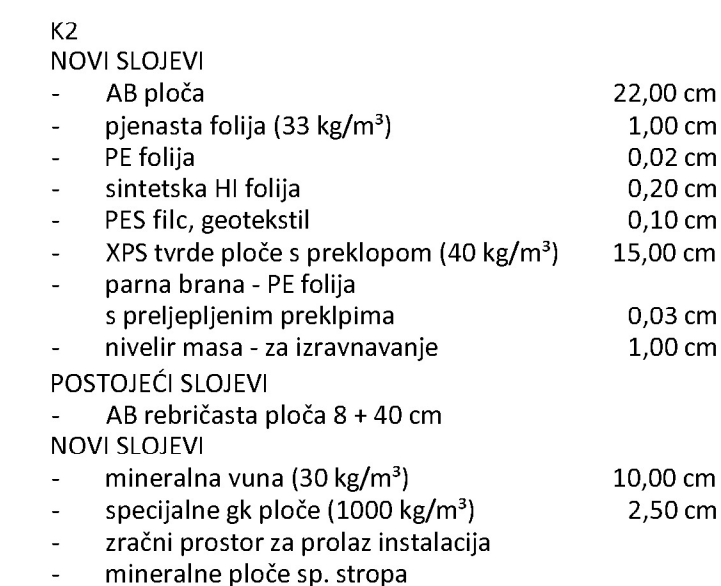 K2
NOVI SLOJEVI
- AB ploča 22,00 cm
- pjenasta folija (33 kg/m³) 1,00 cm
- PE folija 0,02 cm
- sintetska HI folija 0,20 cm
- PES filc, geotekstil 0,10 cm
- XPS tvrde ploče s preklopom (40 kg/m³) 15,00 cm
- parna brana - PE folija
s preljepljenim preklpima 0,03 cm
- nivelir masa - za izravnavanje 1,00 cm
POSTOJEĆI SLOJEVI
- AB rebričasta ploča 8 + 40 cm
NOVI SLOJEVI
- mineralna vuna (30 kg/m³) 10,00 cm
- specijalne gk ploče (1000 kg/m³) 2,50 cm
- zračni prostor za prolaz instalacija
- mineralne ploče sp. stropa